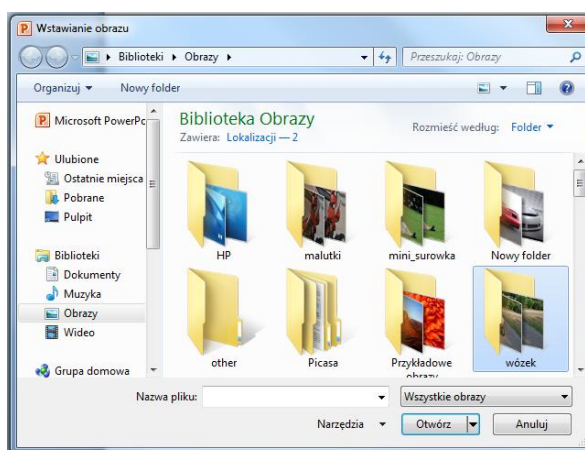 Wstawianie obrazu
Biblioteki ▸ Obrazy ▸
Przeszukaj: Obrazy
Organizuj
Nowy folder
Microsoft PowerPo
Ulubione
Ostatnie miejsca
Pobrane
Pulpit
Biblioteki
Dokumenty
Muzyka
Obrazy
Wideo
Grupa domowa
Biblioteka Obrazy
Zawiera: Lokalizacji — 2
Rozmieść według: Folder
HP
malutki
mini_surowka
Nowy folder
other
Picasa
Przykładowe
obrazy
wózek
Nazwa pliku:
Wszystkie obrazy
Narzędzia
Otwórz
Anuluj